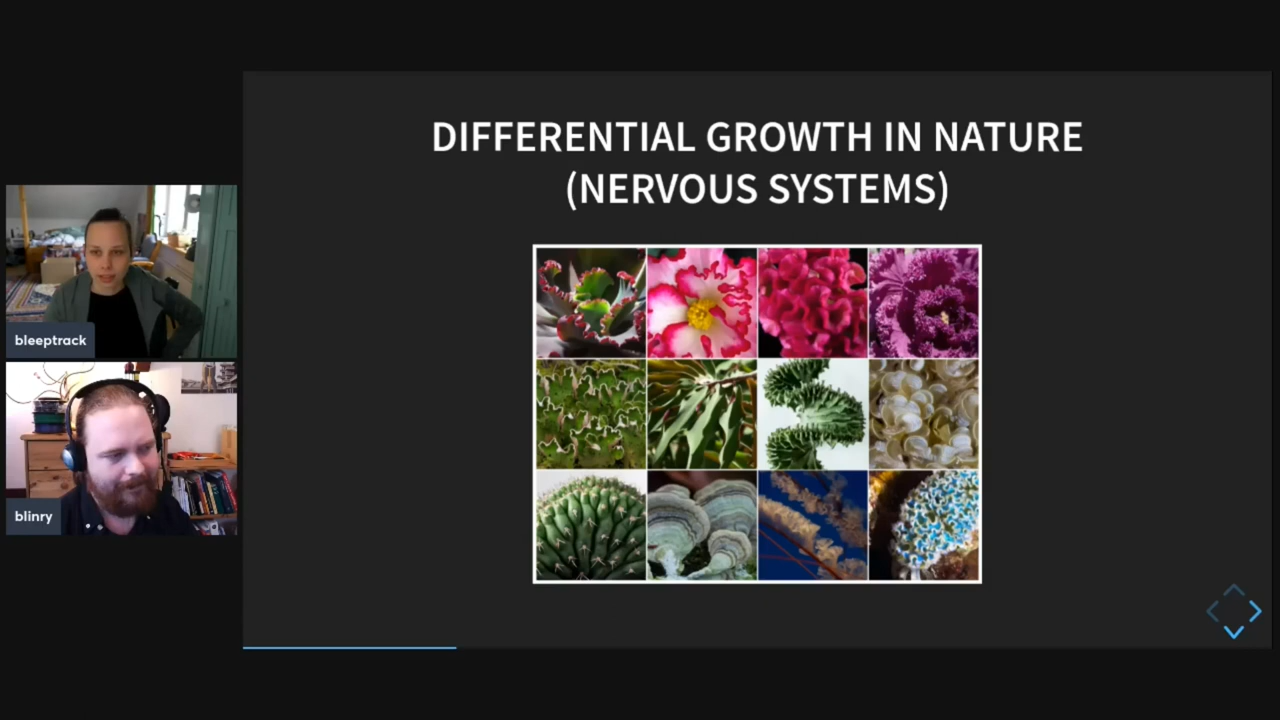 DIFFERENTIAL GROWTH IN NATURE
(NERVOUS SYSTEMS)
bleeptrack
blinry